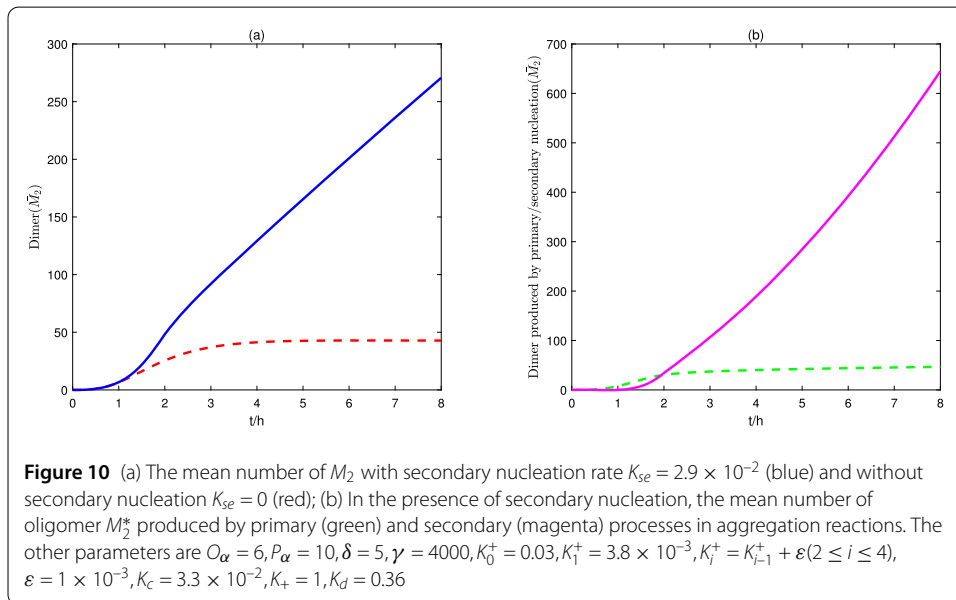 (a)
300
250
200
150
100
50
0
Dimer(M̄₂)
0 1 2 3 4 5 6 7 8
t/h
(b)
700
600
500
400
300
200
100
0
Dimer produced by primary/secondary nucleation(M̄₂)
0 1 2 3 4 5 6 7 8
t/h
Figure 10 (a) The mean number of M₂ with secondary nucleation rate Kₛₑ = 2.9 × 10⁻² (blue) and without
secondary nucleation Kₛₑ = 0 (red); (b) In the presence of secondary nucleation, the mean number of
oligomer M₂* produced by primary (green) and secondary (magenta) processes in aggregation reactions. The
other parameters are O_α = 6, P_α = 10, δ = 5, γ = 4000, K₀⁺ = 0.03, K₁⁺ = 3.8 × 10⁻³, Kᵢ⁺ = Kᵢ₋₁⁺ + ε(2 ≤ i ≤ 4),
ε = 1 × 10⁻³, K_c = 3.3 × 10⁻², K₊ = 1, K_d = 0.36